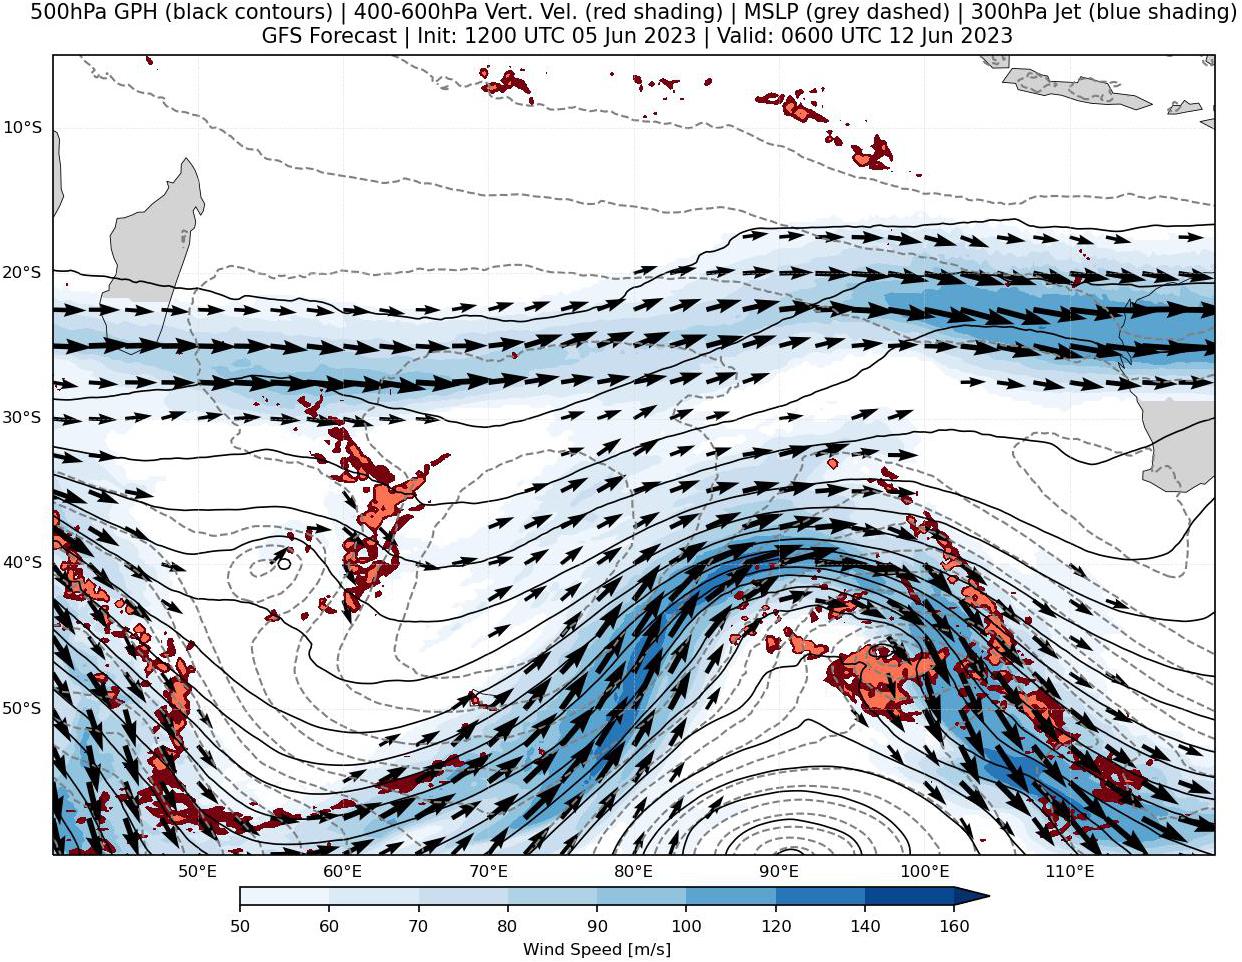 500hPa GPH (black contours) | 400-600hPa Vert. Vel. (red shading) | MSLP (grey dashed) | 300hPa Jet (blue shading)
GFS Forecast | Init: 1200 UTC 05 Jun 2023 | Valid: 0600 UTC 12 Jun 2023
10°S
20°S
30°S
40°S
50°S
50°E 60°E 70°E 80°E 90°E 100°E 110°E
50 60 70 80 90 100 120 140 160
Wind Speed [m/s]